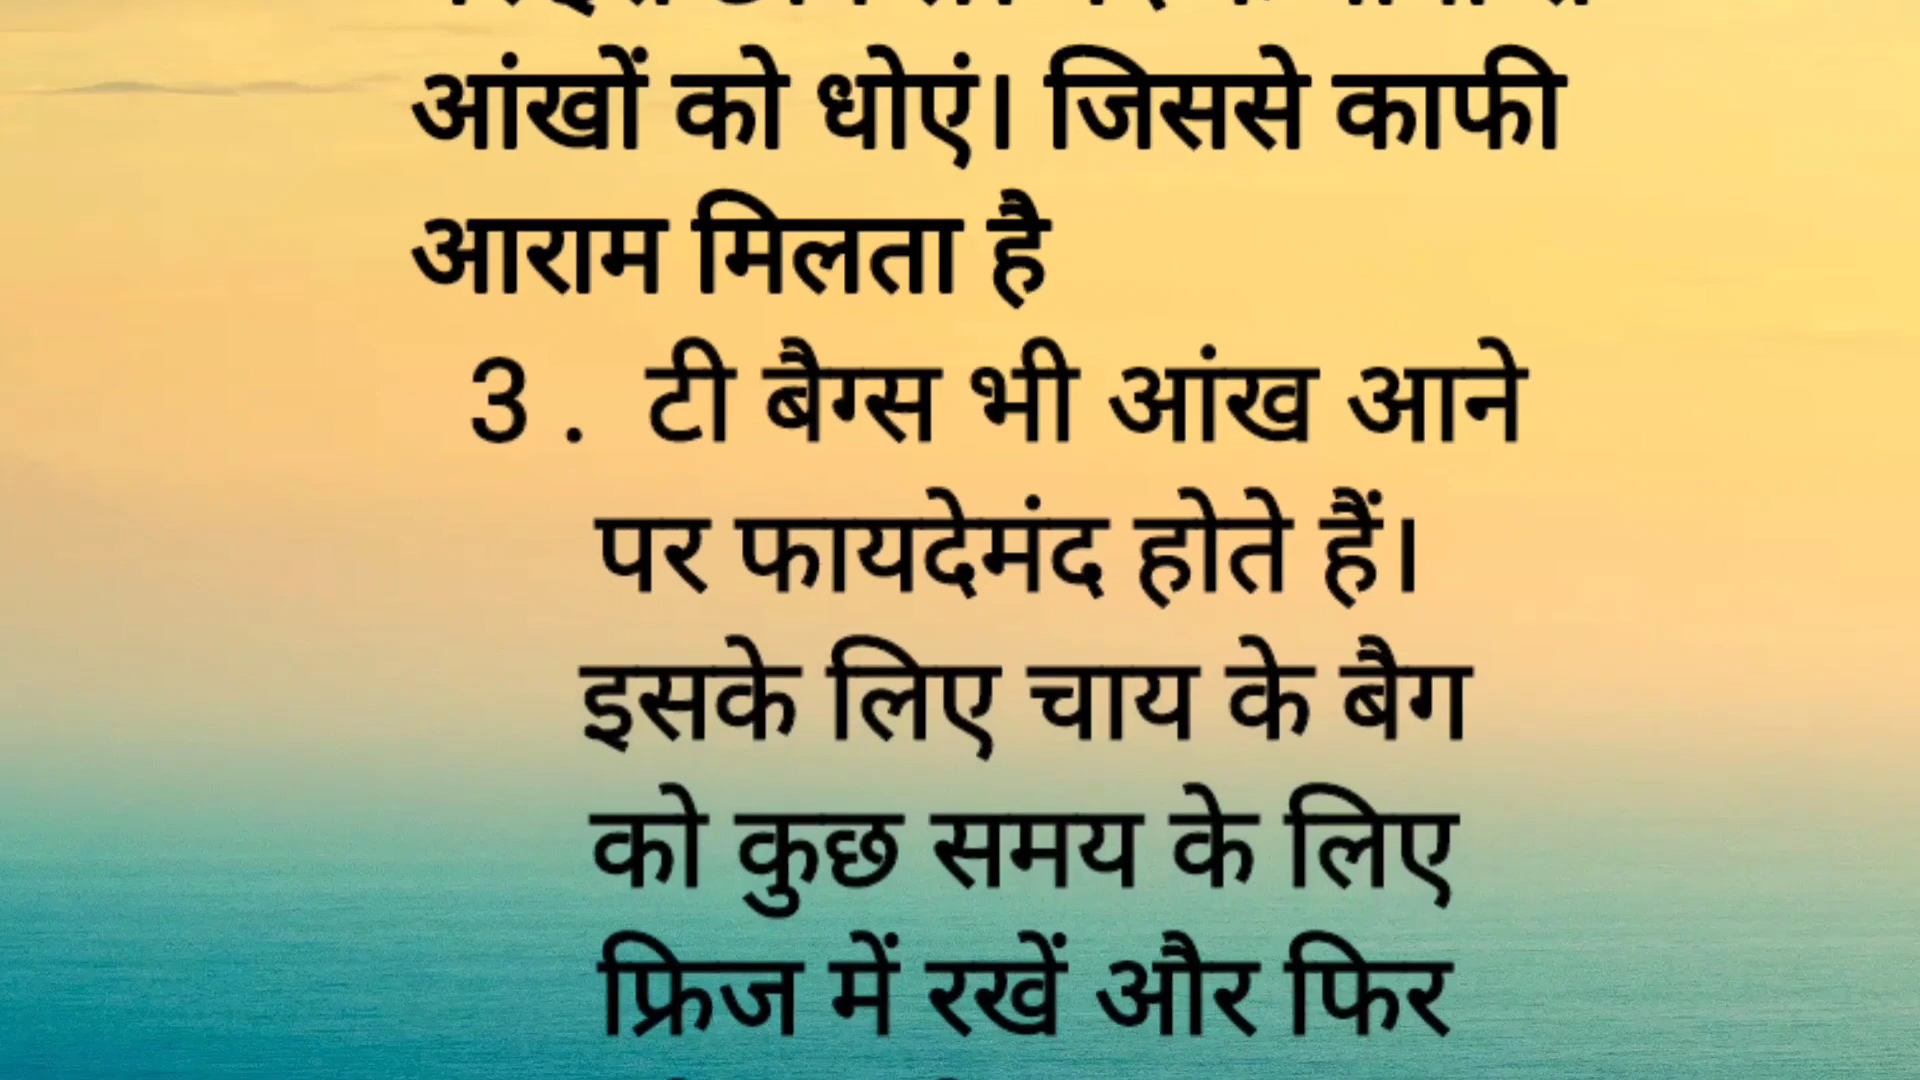 आंखों को धोएं। जिससे काफी
आराम मिलता है
3 . टी बैग्स भी आंख आने
पर फायदेमंद होते हैं।
इसके लिए चाय के बैग
को कुछ समय के लिए
फ्रिज में रखें और फिर